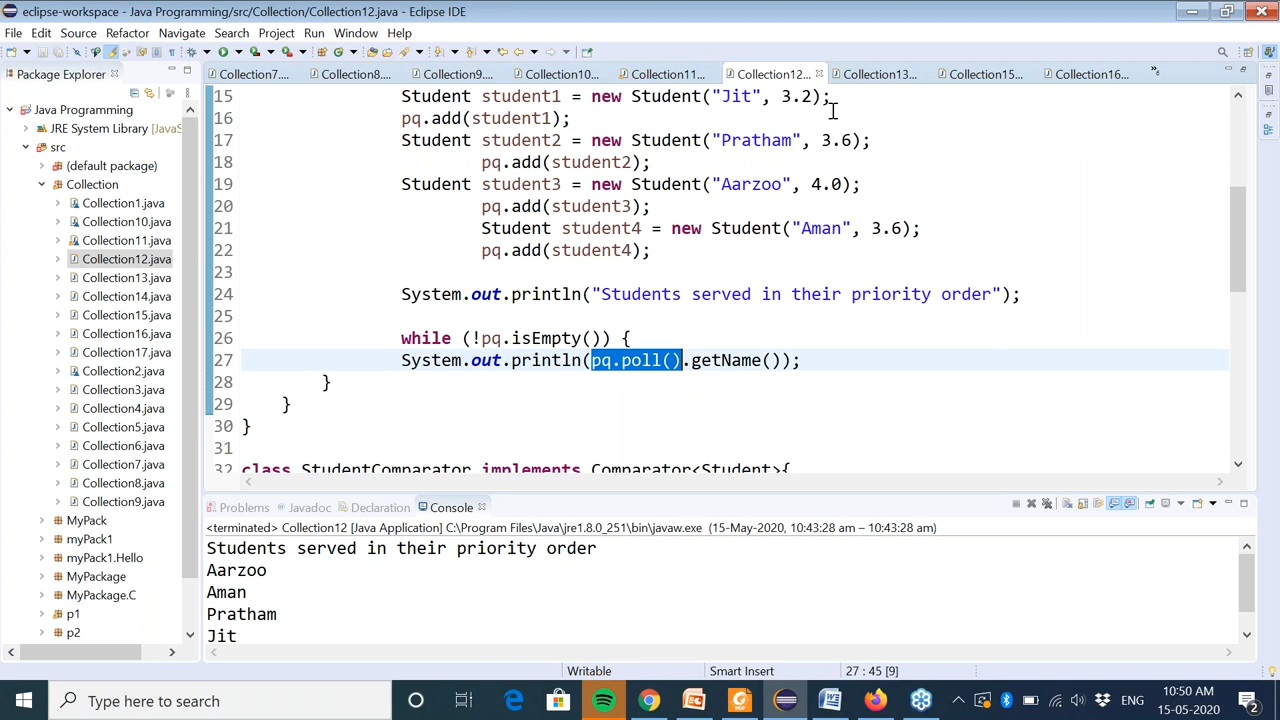 eclipse-workspace - Java Programming/src/Collection/Collection12.java - Eclipse IDE
File Edit Source Refactor Navigate Search Project Run Window Help
Package Explorer
Collection7.... Collection8.... Collection9.... Collection10... Collection11... Collection12... Collection13... Collection15... Collection16...
Java Programming
JRE System Library [JavaS
src
(default package)
Collection
Collection1.java
Collection10.java
Collection11.java
Collection12.java
Collection13.java
Collection14.java
Collection15.java
Collection16.java
Collection17.java
Collection2.java
Collection3.java
Collection4.java
Collection5.java
Collection6.java
Collection7.java
Collection8.java
Collection9.java
MyPack
myPack1
myPack1.Hello
MyPackage
MyPackage.C
p1
p2
15 Student student1 = new Student("Jit", 3.2);
16 pq.add(student1);
17 Student student2 = new Student("Pratham", 3.6);
18 pq.add(student2);
19 Student student3 = new Student("Aarzoo", 4.0);
20 pq.add(student3);
21 Student student4 = new Student("Aman", 3.6);
22 pq.add(student4);
23
24 System.out.println("Students served in their priority order");
25
26 while (!pq.isEmpty()) {
27 System.out.println(pq.poll().getName());
28 }
29 }
30 }
31
32 class StudentComparator implements Comparator<Student>{
Problems Javadoc Declaration Console
<terminated> Collection12 [Java Application] C:\Program Files\Java\jre1.8.0_251\bin\javaw.exe (15-May-2020, 10:43:28 am – 10:43:28 am)
Students served in their priority order
Aarzoo
Aman
Pratham
Jit
Writable Smart Insert 27 : 45 [9]
Type here to search
ENG
10:50 AM
15-05-2020
2